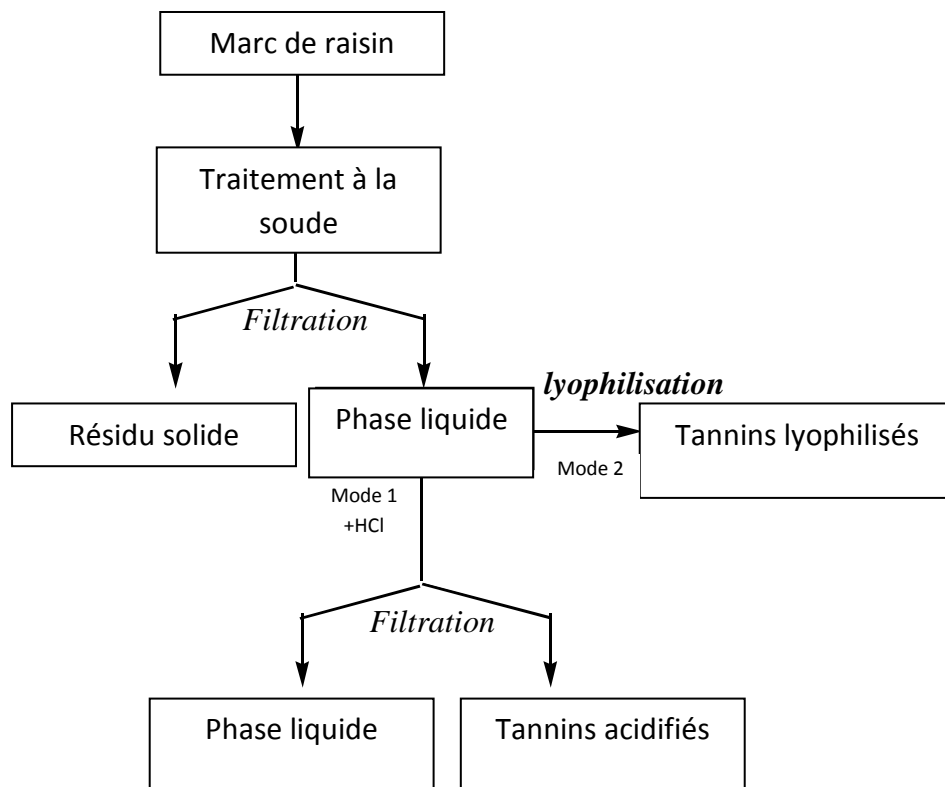 Marc de raisin
Traitement à la
soude
Filtration
lyophilisation
Résidu solide
Phase liquide
Tannins lyophilisés
Mode 2
Mode 1
+HCl
Filtration
Phase liquide
Tannins acidifiés